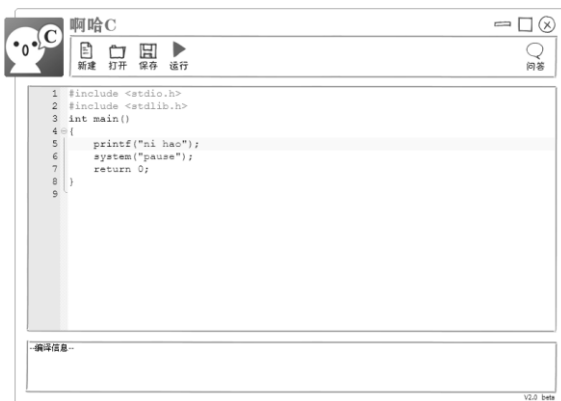 啊哈C
C
新建 打开 保存 运行
问答
1 #include <stdio.h>
2 #include <stdlib.h>
3 int main()
4 {
5 printf("ni hao");
6 system("pause");
7 return 0;
8 }
9
--编译信息--
V2.0 beta